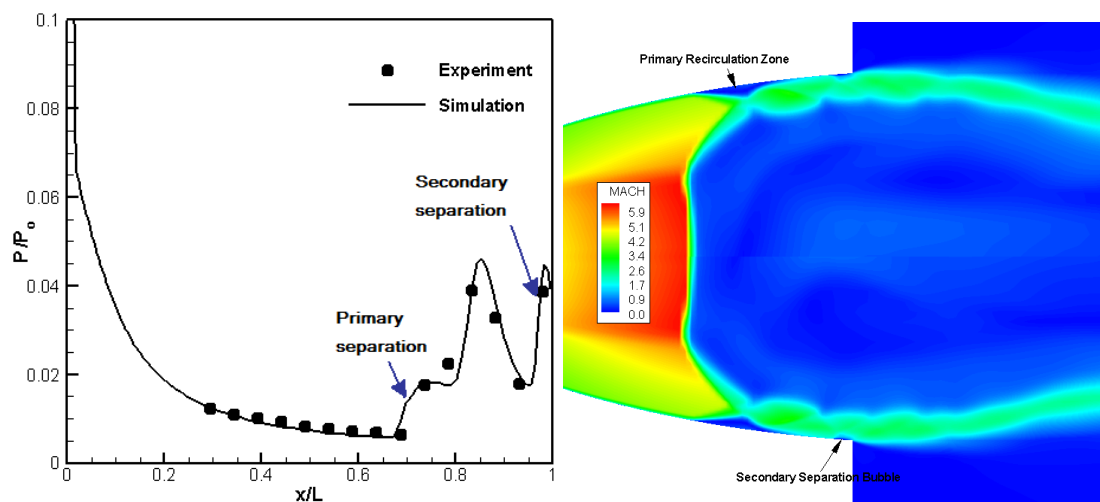 0.1
0.08
0.06
0.04
0.02
0
P/Po
Experiment
Simulation
Secondary
separation
Primary
separation
0
0.2
0.4
0.6
0.8
1
x/L
Primary Recirculation Zone
MACH
5.9
5.1
4.2
3.4
2.6
1.7
0.9
0.0
Secondary Separation Bubble